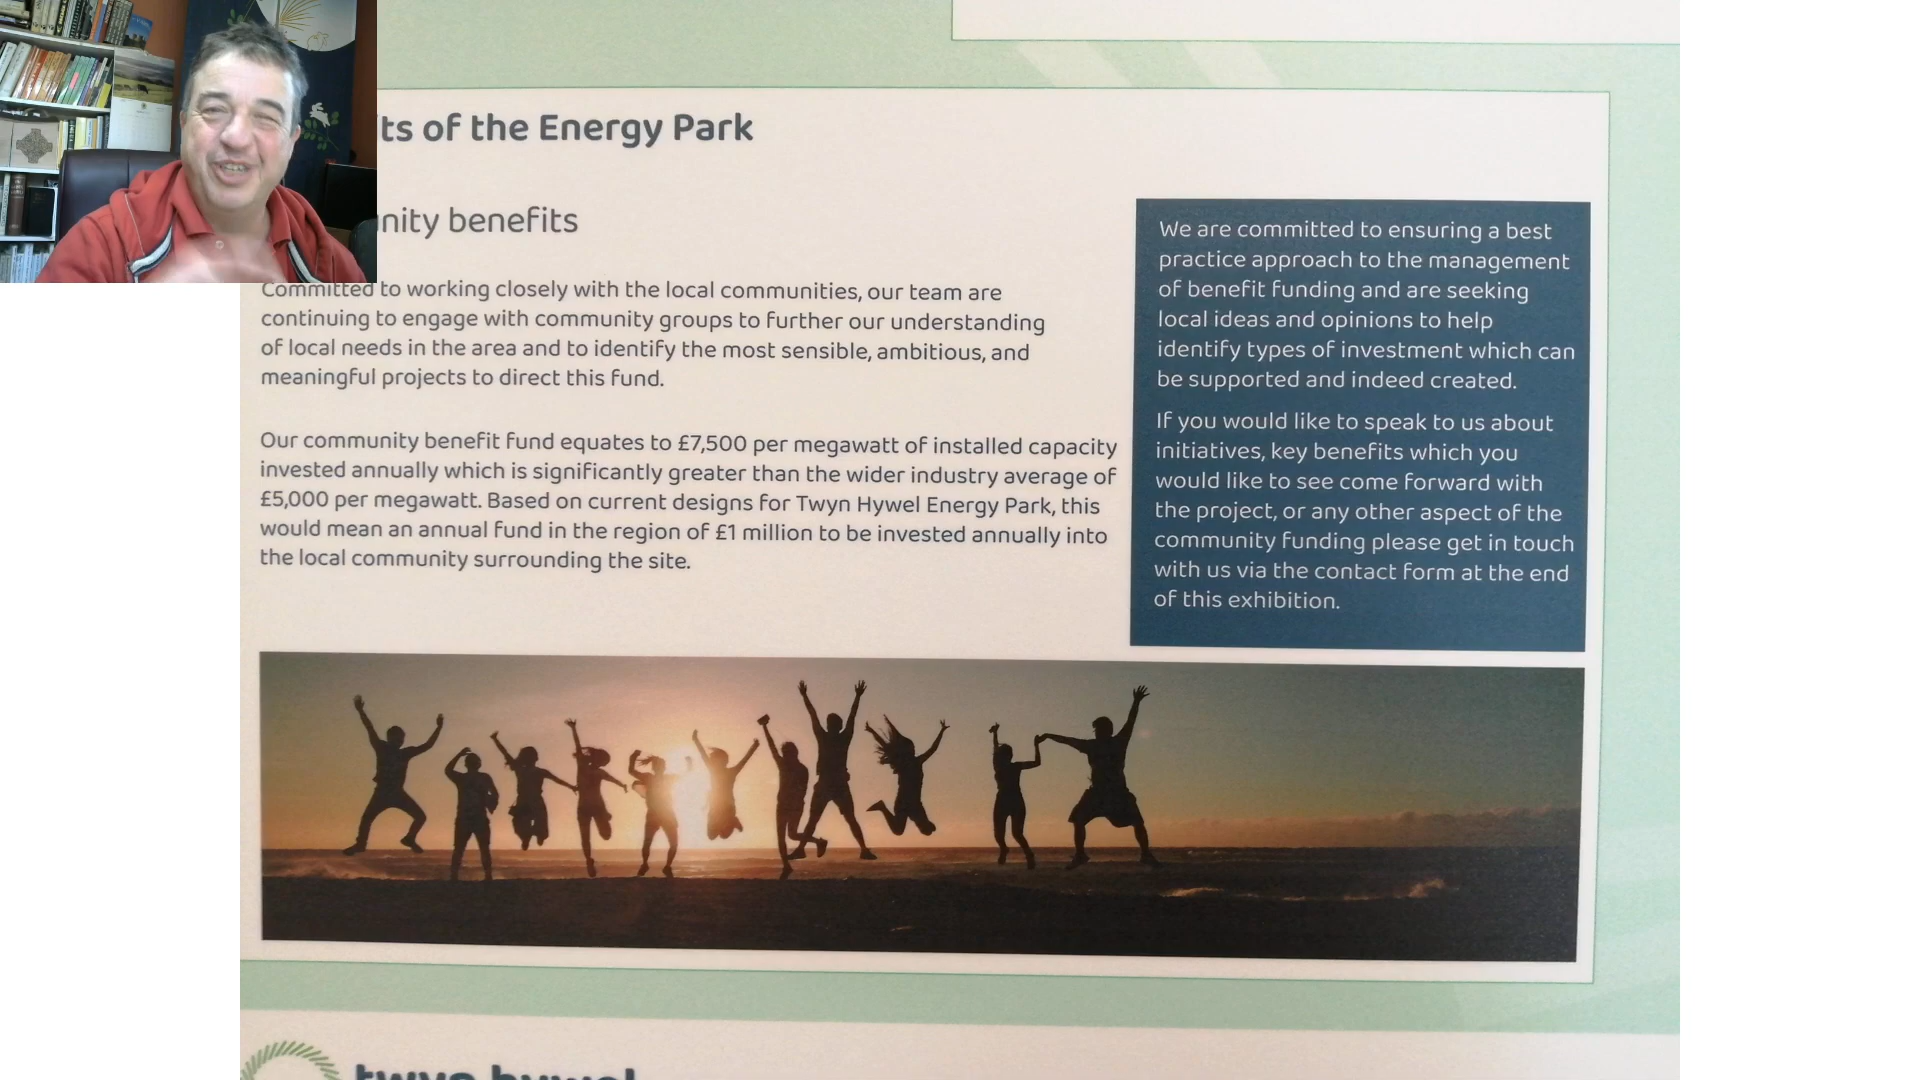 ts of the Energy Park
nity benefits
Committed to working closely with the local communities, our team are
continuing to engage with community groups to further our understanding
of local needs in the area and to identify the most sensible, ambitious, and
meaningful projects to direct this fund.
Our community benefit fund equates to £7,500 per megawatt of installed capacity
invested annually which is significantly greater than the wider industry average of
£5,000 per megawatt. Based on current designs for Twyn Hywel Energy Park, this
would mean an annual fund in the region of £1 million to be invested annually into
the local community surrounding the site.
We are committed to ensuring a best
practice approach to the management
of benefit funding and are seeking
local ideas and opinions to help
identify types of investment which can
be supported and indeed created.
If you would like to speak to us about
initiatives, key benefits which you
would like to see come forward with
the project, or any other aspect of the
community funding please get in touch
with us via the contact form at the end
of this exhibition.
twyn hywel